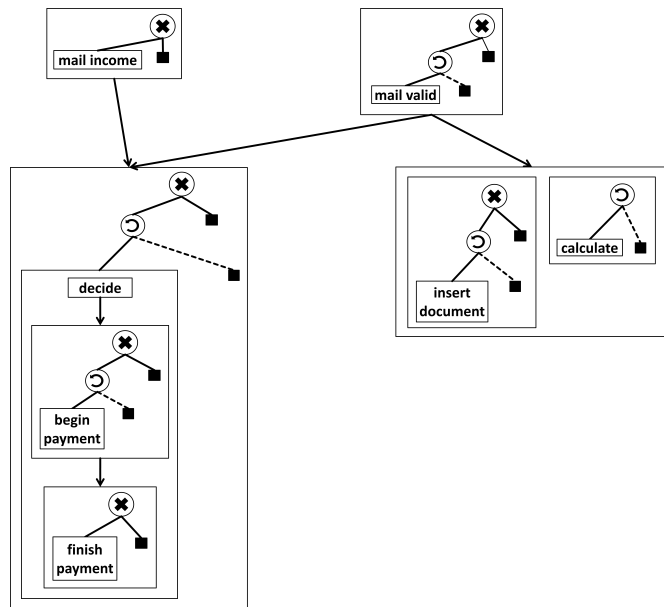 mail income
mail valid
decide
begin
payment
finish
payment
insert
document
calculate